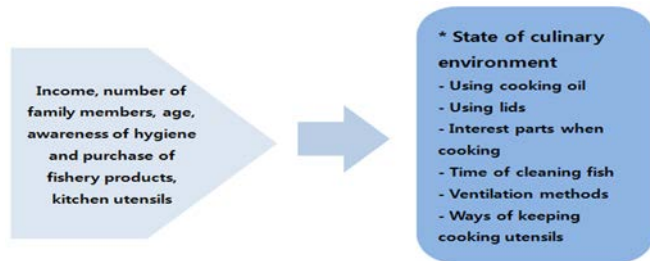 Income, number of
family members, age,
awareness of hygiene
and purchase of
fishery products,
kitchen utensils
* State of culinary
environment
- Using cooking oil
- Using lids
- Interest parts when
cooking
- Time of cleaning fish
- Ventilation methods
- Ways of keeping
cooking utensils